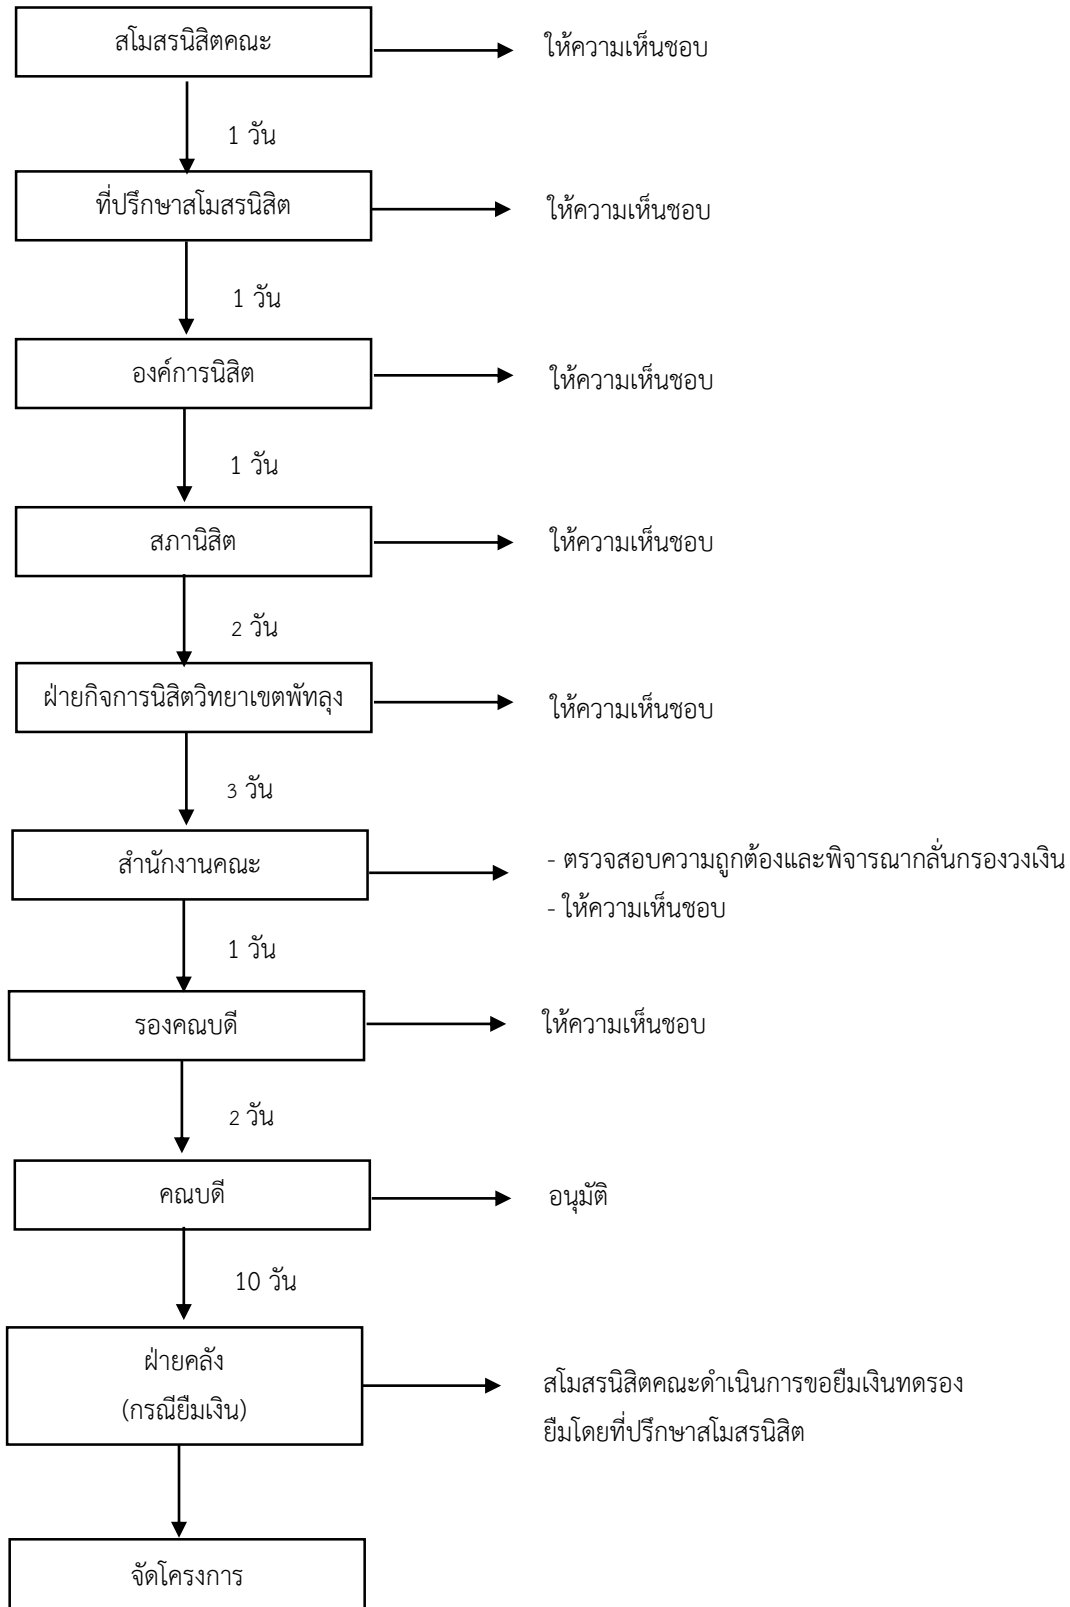 สโมสรนิสิตคณะ
ให้ความเห็นชอบ
1 วัน
ที่ปรึกษาสโมสรนิสิต
ให้ความเห็นชอบ
1 วัน
องค์การนิสิต
ให้ความเห็นชอบ
1 วัน
สภานิสิต
ให้ความเห็นชอบ
2 วัน
ฝ่ายกิจการนิสิตวิทยาเขตพัทลุง
ให้ความเห็นชอบ
3 วัน
สำนักงานคณะ
- ตรวจสอบความถูกต้องและพิจารณากลั่นกรองวงเงิน
- ให้ความเห็นชอบ
1 วัน
รองคณบดี
ให้ความเห็นชอบ
2 วัน
คณบดี
อนุมัติ
10 วัน
ฝ่ายคลัง
(กรณียืมเงิน)
สโมสรนิสิตคณะดำเนินการขอยืมเงินทดรอง
ยืมโดยที่ปรึกษาสโมสรนิสิต
จัดโครงการ